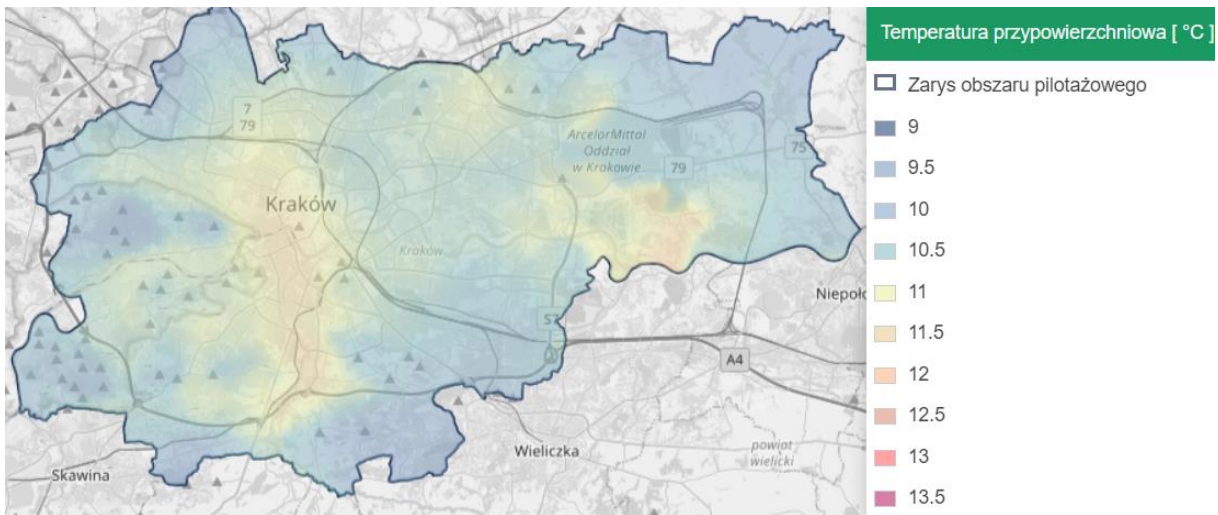 Temperatura przypowierzchniowa [ °C ]
Zarys obszaru pilotażowego
9
9.5
10
10.5
11
11.5
12
12.5
13
13.5
7
79
ArcelorMittal
Oddział
w Krakowie
75
79
Kraków
Kraków
Niepoło
S7
A4
Wieliczka
powiat
wielicki
Skawina